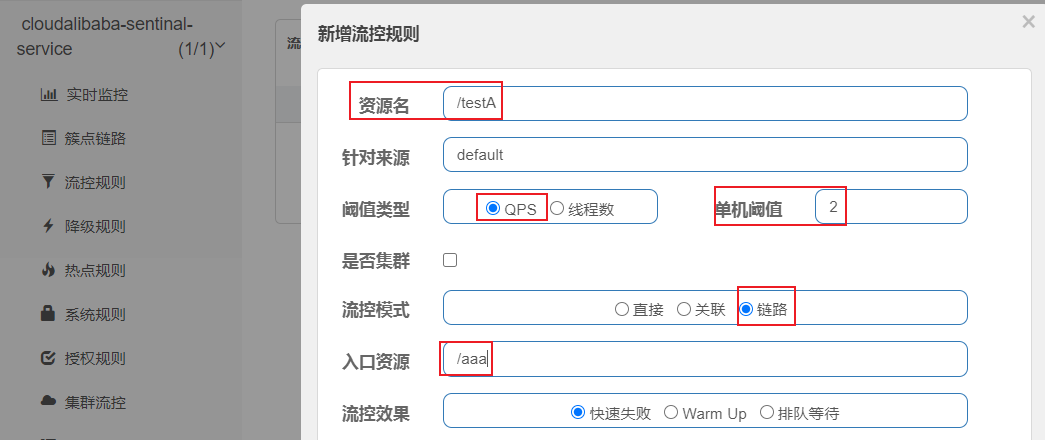 cloudalibaba-sentinal-
service (1/1)
实时监控
簇点链路
流控规则
降级规则
热点规则
系统规则
授权规则
集群流控
流
新增流控规则 ×
资源名 /testA
针对来源 default
阈值类型 QPS 线程数 单机阈值 2
是否集群
流控模式 直接 关联 链路
入口资源 /aaa
流控效果 快速失败 Warm Up 排队等待